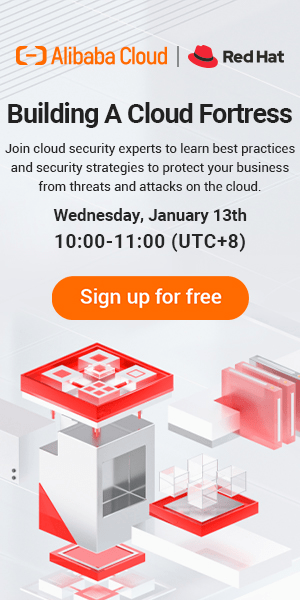 Alibaba Cloud | Red Hat
Building A Cloud Fortress
Join cloud security experts to learn best practices
and security strategies to protect your business
from threats and attacks on the cloud.
Wednesday, January 13th
10:00-11:00 (UTC+8)
Sign up for free